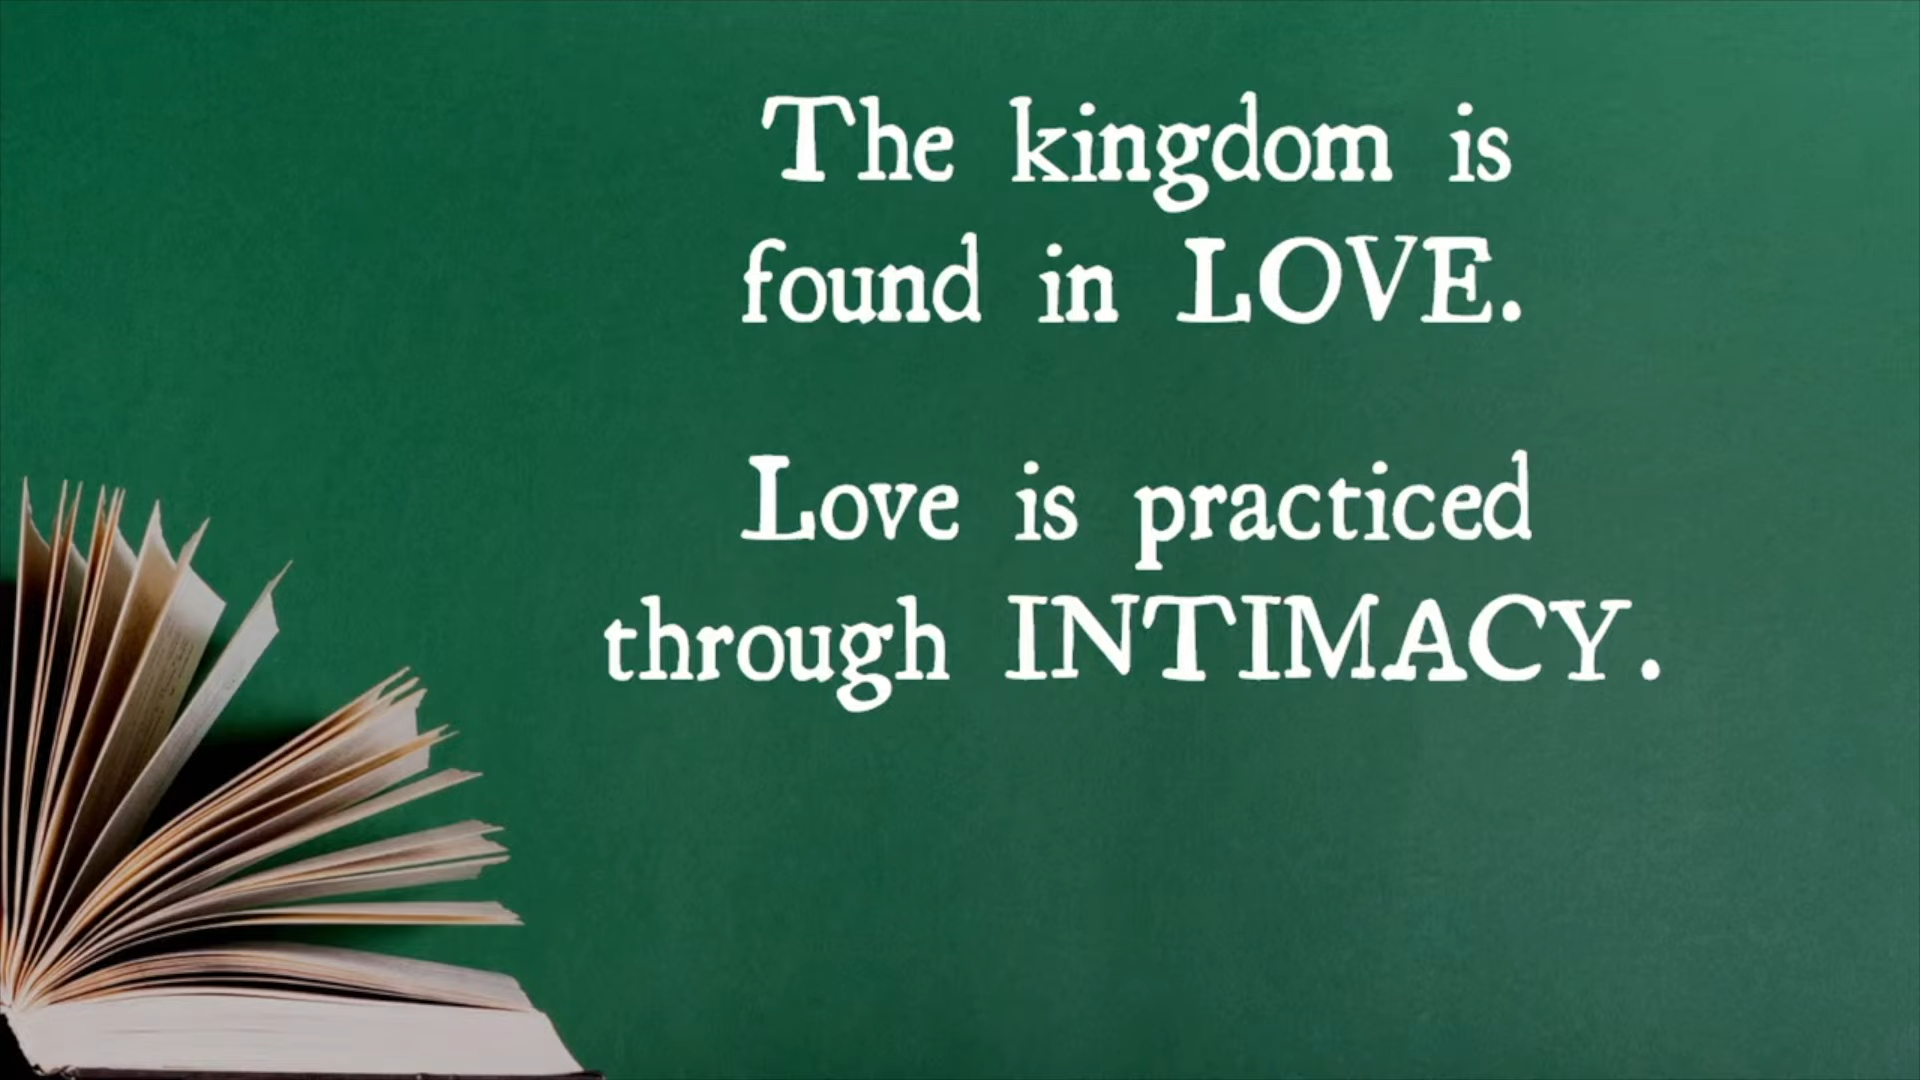 The kingdom is
found in LOVE.
Love is practiced
through INTIMACY.